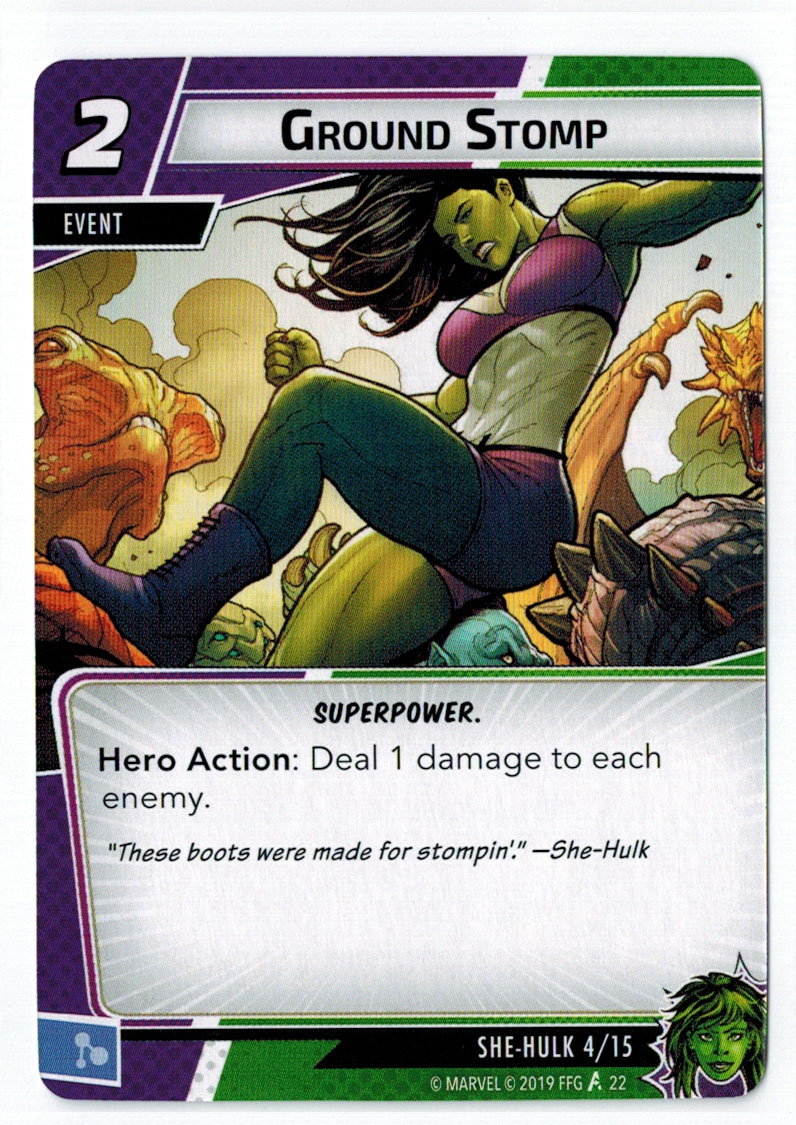 2
GROUND STOMP
EVENT
SUPERPOWER.
Hero Action: Deal 1 damage to each
enemy.
"These boots were made for stompin'." —She-Hulk
SHE-HULK 4/15
© MARVEL © 2019 FFG 22